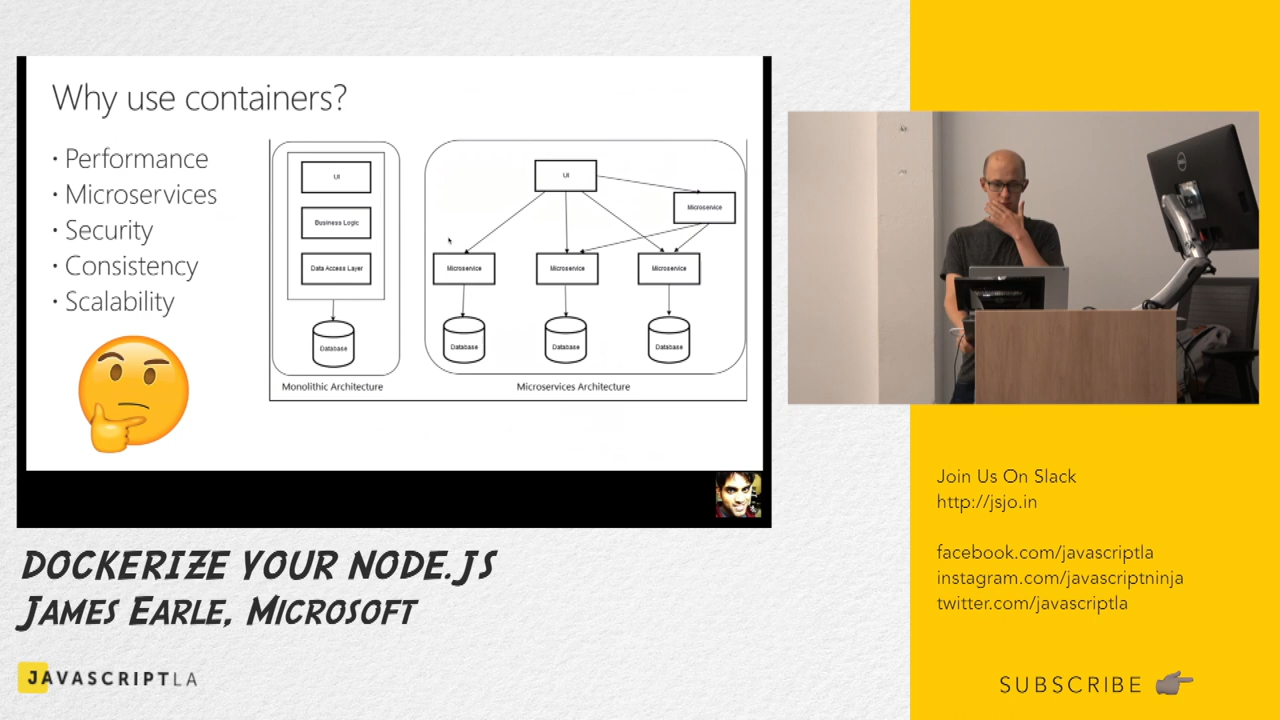 Why use containers?
· Performance
· Microservices
· Security
· Consistency
· Scalability
UI
Business Logic
Data Access Layer
Database
Monolithic Architecture
UI
Microservice
Microservice
Microservice
Microservice
Database
Database
Database
Microservices Architecture
DELL
DOCKERIZE YOUR NODE.JS
JAMES EARLE, MICROSOFT
JAVASCRIPTLA
Join Us On Slack
http://jsjo.in
facebook.com/javascriptla
instagram.com/javascriptninja
twitter.com/javascriptla
SUBSCRIBE